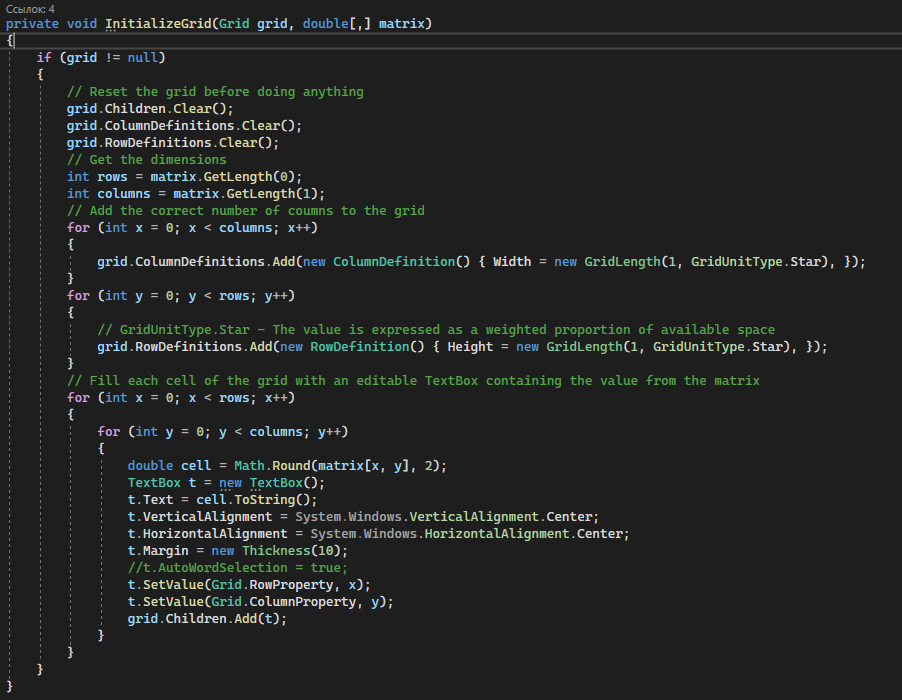 Ссылок: 4
private void InitializeGrid(Grid grid, double[,] matrix)
{
if (grid != null)
{
// Reset the grid before doing anything
grid.Children.Clear();
grid.ColumnDefinitions.Clear();
grid.RowDefinitions.Clear();
// Get the dimensions
int rows = matrix.GetLength(0);
int columns = matrix.GetLength(1);
// Add the correct number of coumns to the grid
for (int x = 0; x < columns; x++)
{
grid.ColumnDefinitions.Add(new ColumnDefinition() { Width = new GridLength(1, GridUnitType.Star), });
}
for (int y = 0; y < rows; y++)
{
// GridUnitType.Star - The value is expressed as a weighted proportion of available space
grid.RowDefinitions.Add(new RowDefinition() { Height = new GridLength(1, GridUnitType.Star), });
}
// Fill each cell of the grid with an editable TextBox containing the value from the matrix
for (int x = 0; x < rows; x++)
{
for (int y = 0; y < columns; y++)
{
double cell = Math.Round(matrix[x, y], 2);
TextBox t = new TextBox();
t.Text = cell.ToString();
t.VerticalAlignment = System.Windows.VerticalAlignment.Center;
t.HorizontalAlignment = System.Windows.HorizontalAlignment.Center;
t.Margin = new Thickness(10);
//t.AutoWordSelection = true;
t.SetValue(Grid.RowProperty, x);
t.SetValue(Grid.ColumnProperty, y);
grid.Children.Add(t);
}
}
}
}